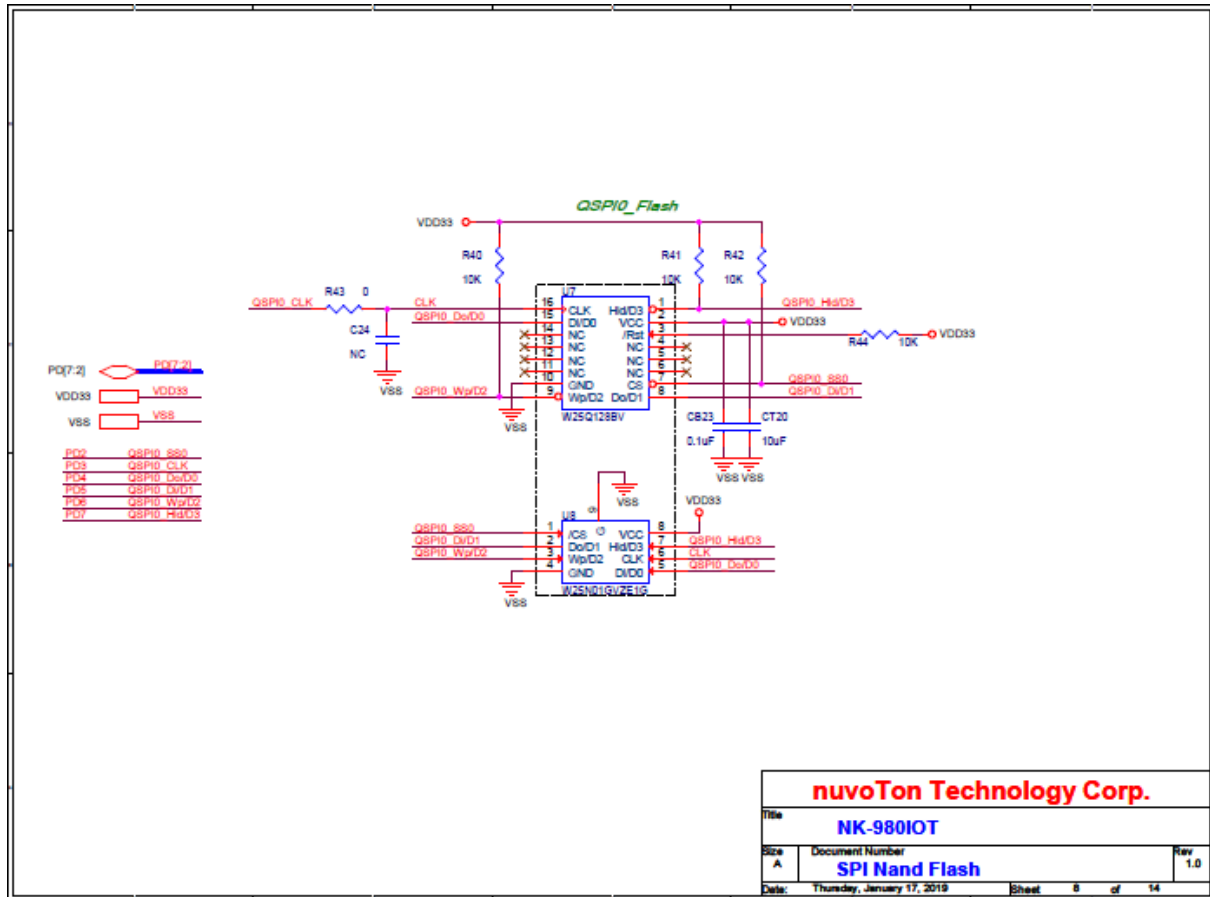 QSPI0_Flash
VDD33
R40
10K
R41
10K
R42
10K
QSPI0_CLK
R43 0
CLK
QSPI0_Do/D0
C24
NC
VSS
QSPI0_Wp/D2
VSS
U7
16 CLK
15 DI/D0
14 NC
13 NC
12 NC
11 NC
10 GND
9 Wp/D2
Hld/D3 1
VCC 2
/Rst 3
NC 4
NC 5
NC 6
CS 7
Do/D1 8
W25Q128BV
QSPI0_Hld/D3
VDD33
R44 10K
VDD33
QSPI0_SS0
QSPI0_DI/D1
CB23
0.1uF
CT20
10uF
VSS VSS
PD[7:2] PD[7:2]
VDD33 VDD33
VSS VSS
PD2 QSPI0_SS0
PD3 QSPI0_CLK
PD4 QSPI0_Do/D0
PD5 QSPI0_DI/D1
PD6 QSPI0_Wp/D2
PD7 QSPI0_Hld/D3
VSS
9
G
U8
QSPI0_SS0 1 /CS
QSPI0_DI/D1 2 Do/D1
QSPI0_Wp/D2 3 Wp/D2
4 GND
VSS
VDD33
VCC 8
Hld/D3 7 QSPI0_Hld/D3
CLK 6 CLK
DI/D0 5 QSPI0_Do/D0
W25N01GVZE1G
nuvoTon Technology Corp.
Title
NK-980IOT
Size
A
Document Number
SPI Nand Flash
Rev
1.0
Date: Thursday, January 17, 2019 Sheet 8 of 14